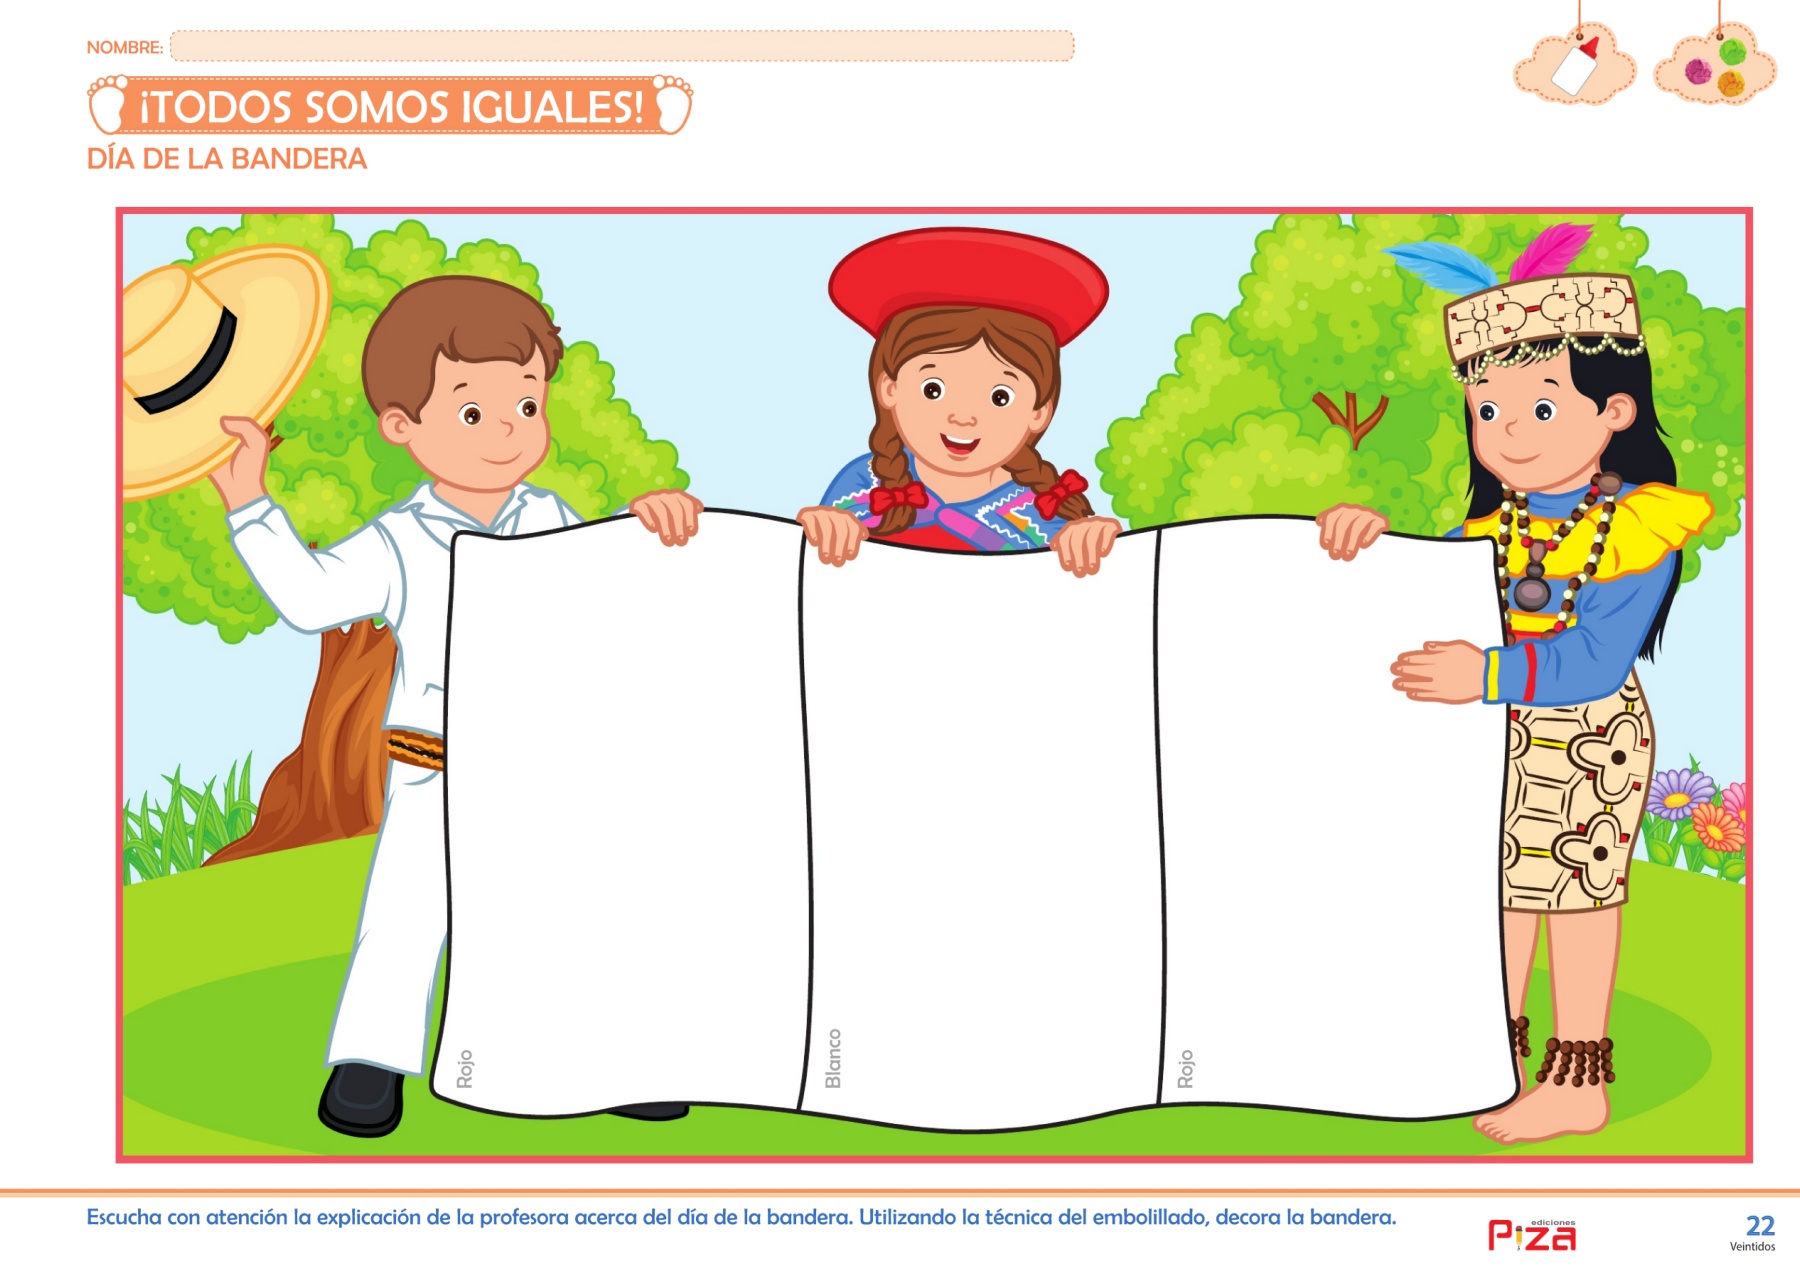 NOMBRE:
¡TODOS SOMOS IGUALES!
DÍA DE LA BANDERA
Rojo
Blanco
Rojo
Escucha con atención la explicación de la profesora acerca del día de la bandera. Utilizando la técnica del embolillado, decora la bandera.
ediciones
Piza
22
Veintidos